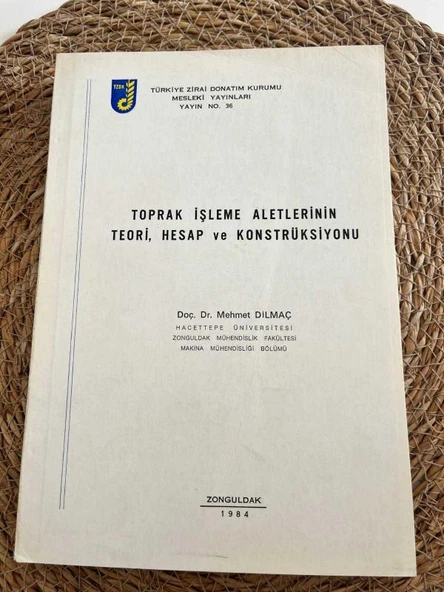 TZDK
TÜRKİYE ZİRAİ DONATIM KURUMU
MESLEKİ YAYINLARI
YAYIN NO. 36
TOPRAK İŞLEME ALETLERİNİN
TEORİ, HESAP ve KONSTRÜKSİYONU
Doç. Dr. Mehmet DİLMAÇ
HACETTEPE ÜNİVERSİTESİ
ZONGULDAK MÜHENDİSLİK FAKÜLTESİ
MAKİNA MÜHENDİSLİĞİ BÖLÜMÜ
ZONGULDAK
1984